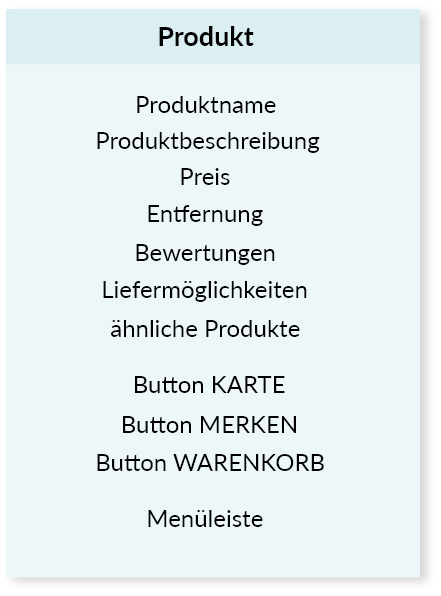 Produkt
Produktname
Produktbeschreibung
Preis
Entfernung
Bewertungen
Liefermöglichkeiten
ähnliche Produkte
Button KARTE
Button MERKEN
Button WARENKORB
Menüleiste